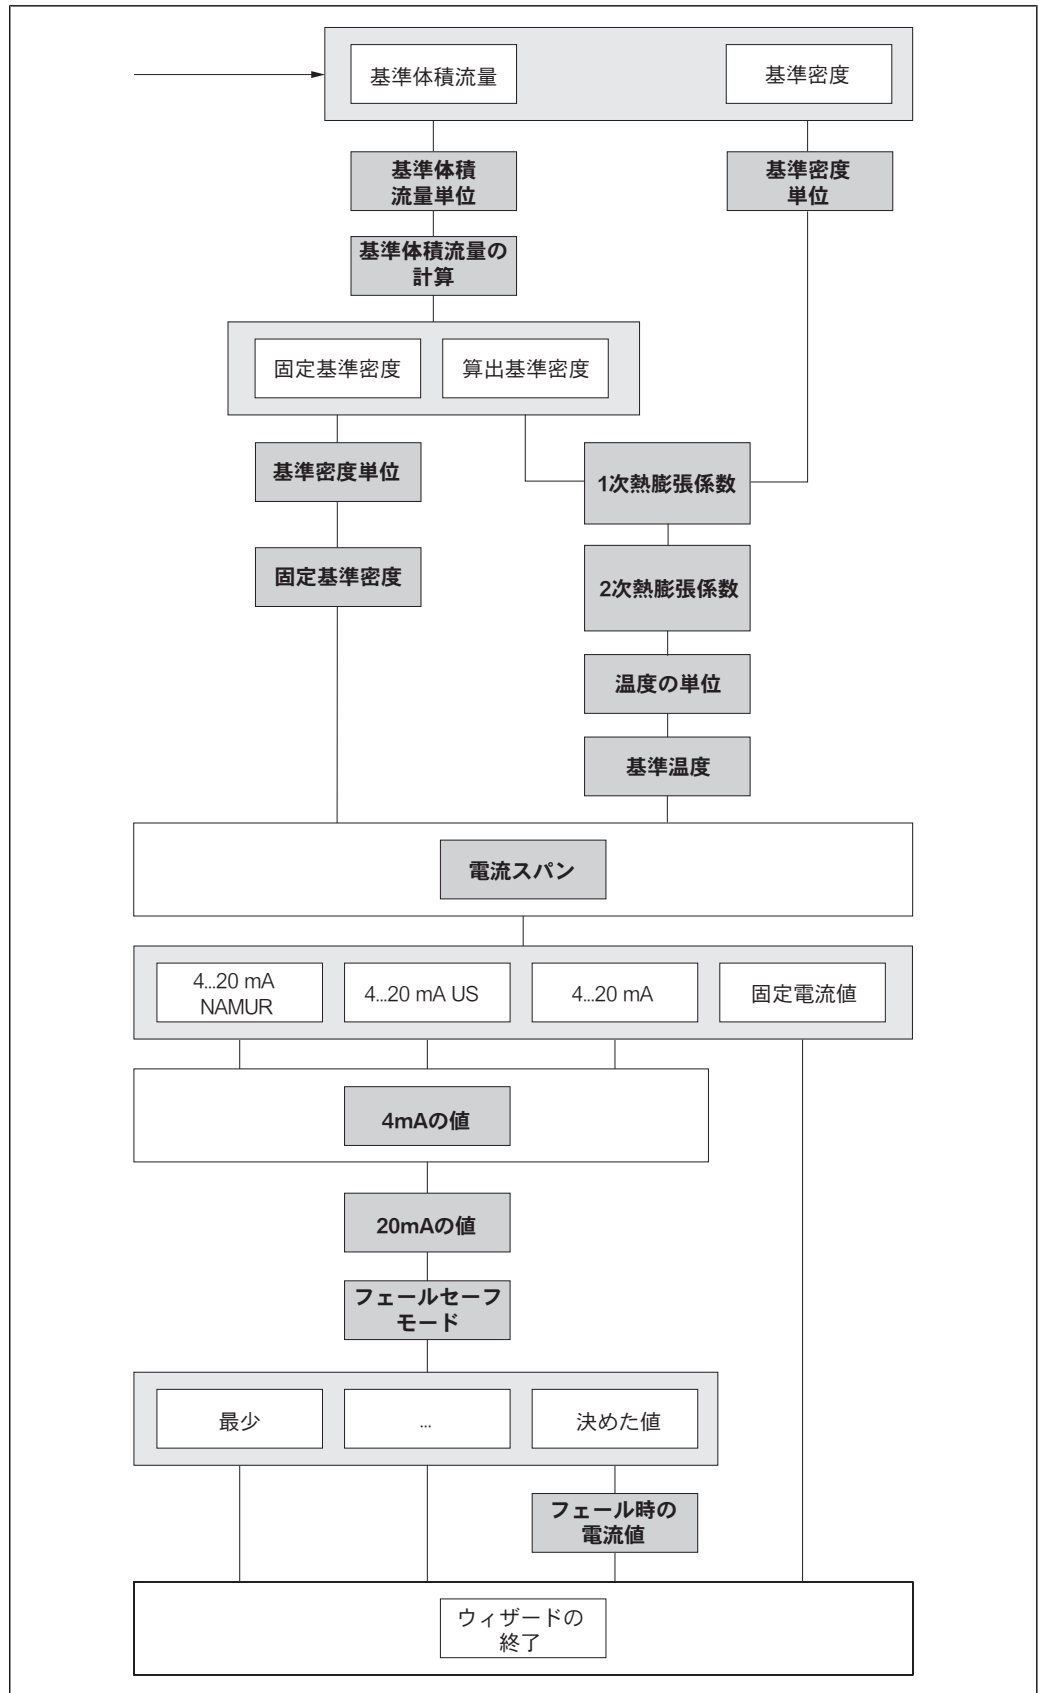 基準体積流量
基準密度
基準体積
流量単位
基準密度
単位
基準体積流量の
計算
固定基準密度
算出基準密度
基準密度単位
1次熱膨張係数
固定基準密度
2次熱膨張係数
温度の単位
基準温度
電流スパン
4...20 mA
NAMUR
4...20 mA US
4...20 mA
固定電流値
4mAの値
20mAの値
フェールセーフ
モード
最少
...
決めた値
フェール時の
電流値
ウィザードの
終了